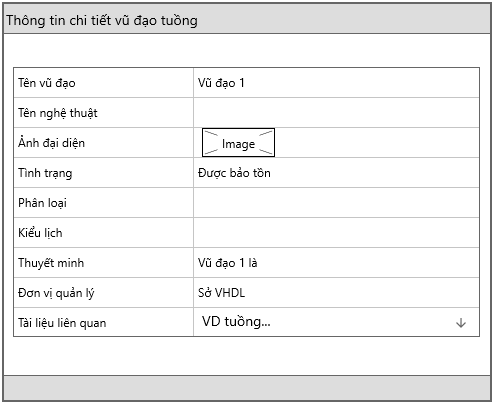 Thông tin chi tiết vũ đạo tuồng
Tên vũ đạo Vũ đạo 1
Tên nghệ thuật
Ảnh đại diện Image
Tình trạng Được bảo tồn
Phân loại
Kiểu lịch
Thuyết minh Vũ đạo 1 là
Đơn vị quản lý Sở VHDL
Tài liệu liên quan VD tuồng...